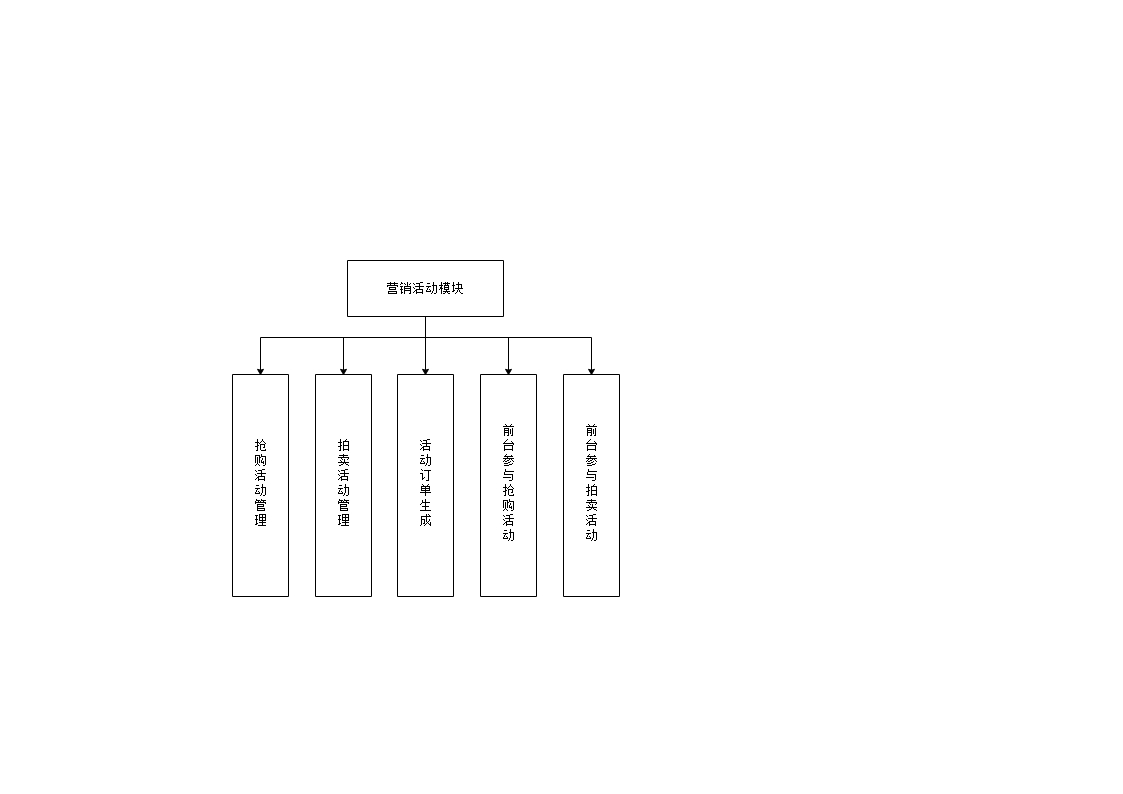 营销活动模块
抢购活动管理
拍卖活动管理
活动订单生成
前台参与抢购活动
前台参与拍卖活动